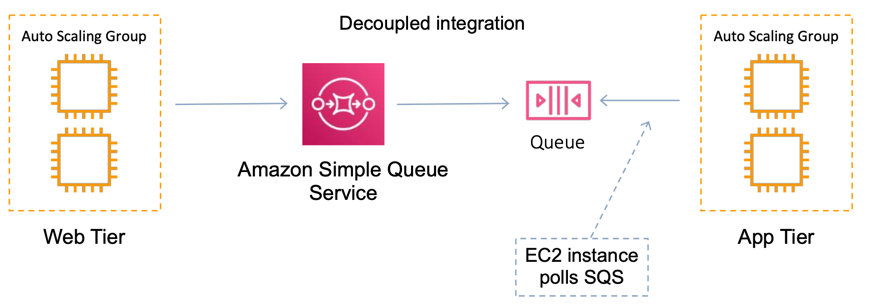 Decoupled integration
Auto Scaling Group
Web Tier
Amazon Simple Queue
Service
Queue
EC2 instance
polls SQS
Auto Scaling Group
App Tier